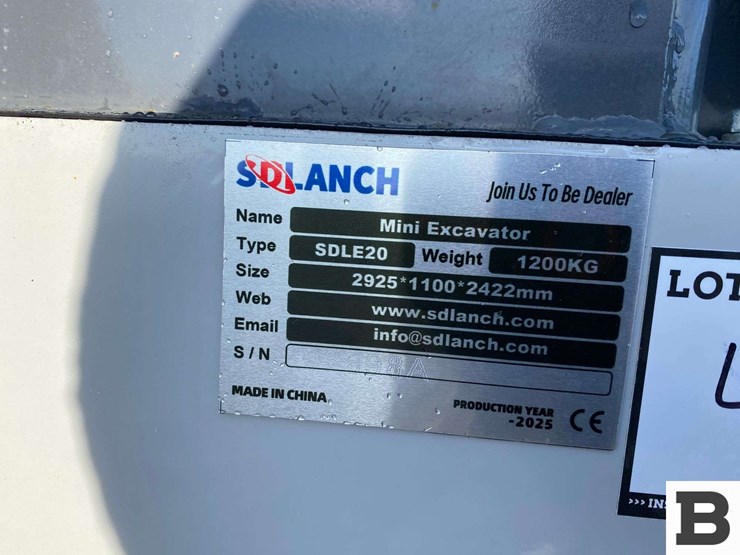 SDLANCH
Join Us To Be Dealer
Name Mini Excavator
Type SDLE20 Weight 1200KG
Size 2925*1100*2422mm
Web www.sdlanch.com
Email info@sdlanch.com
S / N
MADE IN CHINA
PRODUCTION YEAR
-2025
CE
LOT
>>> INS
B